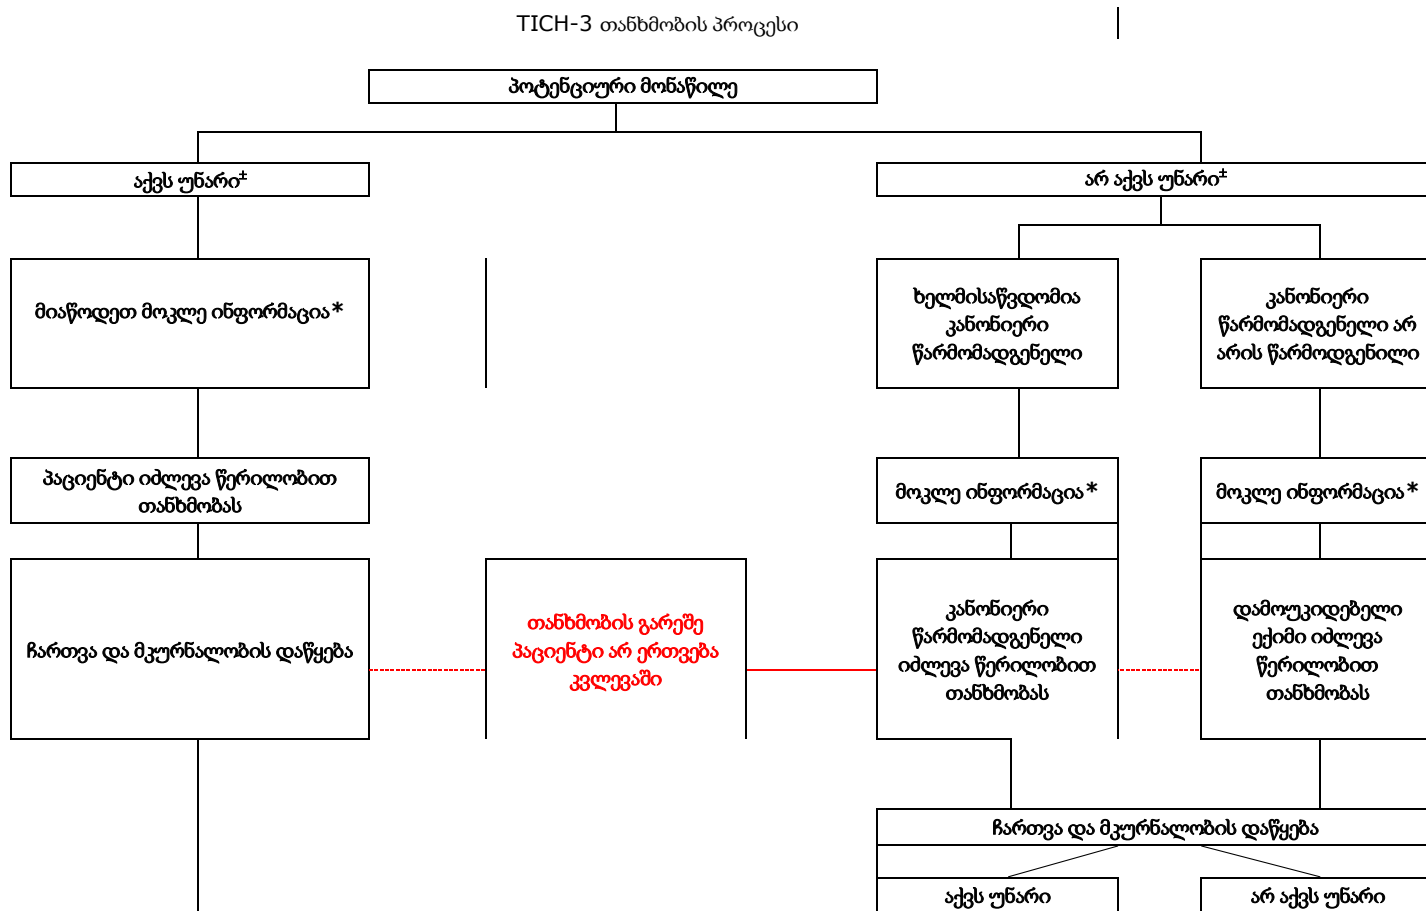 TICH-3 თანხმობის პროცესი
პოტენციური მონაწილე
აქვს უნარი±
არ აქვს უნარი±
მიაწოდეთ მოკლე ინფორმაცია*
ხელმისაწვდომია
კანონიერი
წარმომადგენელი
კანონიერი
წარმომადგენელი არ
არის წარმოდგენილი
პაციენტი იძლევა წერილობით
თანხმობას
მოკლე ინფორმაცია*
მოკლე ინფორმაცია*
ჩართვა და მკურნალობის დაწყება
თანხმობის გარეშე
პაციენტი არ ერთვება
კვლევაში
კანონიერი
წარმომადგენელი
იძლევა წერილობით
თანხმობას
დამოუკიდებელი
ექიმი იძლევა
წერილობით
თანხმობას
ჩართვა და მკურნალობის დაწყება
აქვს უნარი
არ აქვს უნარი